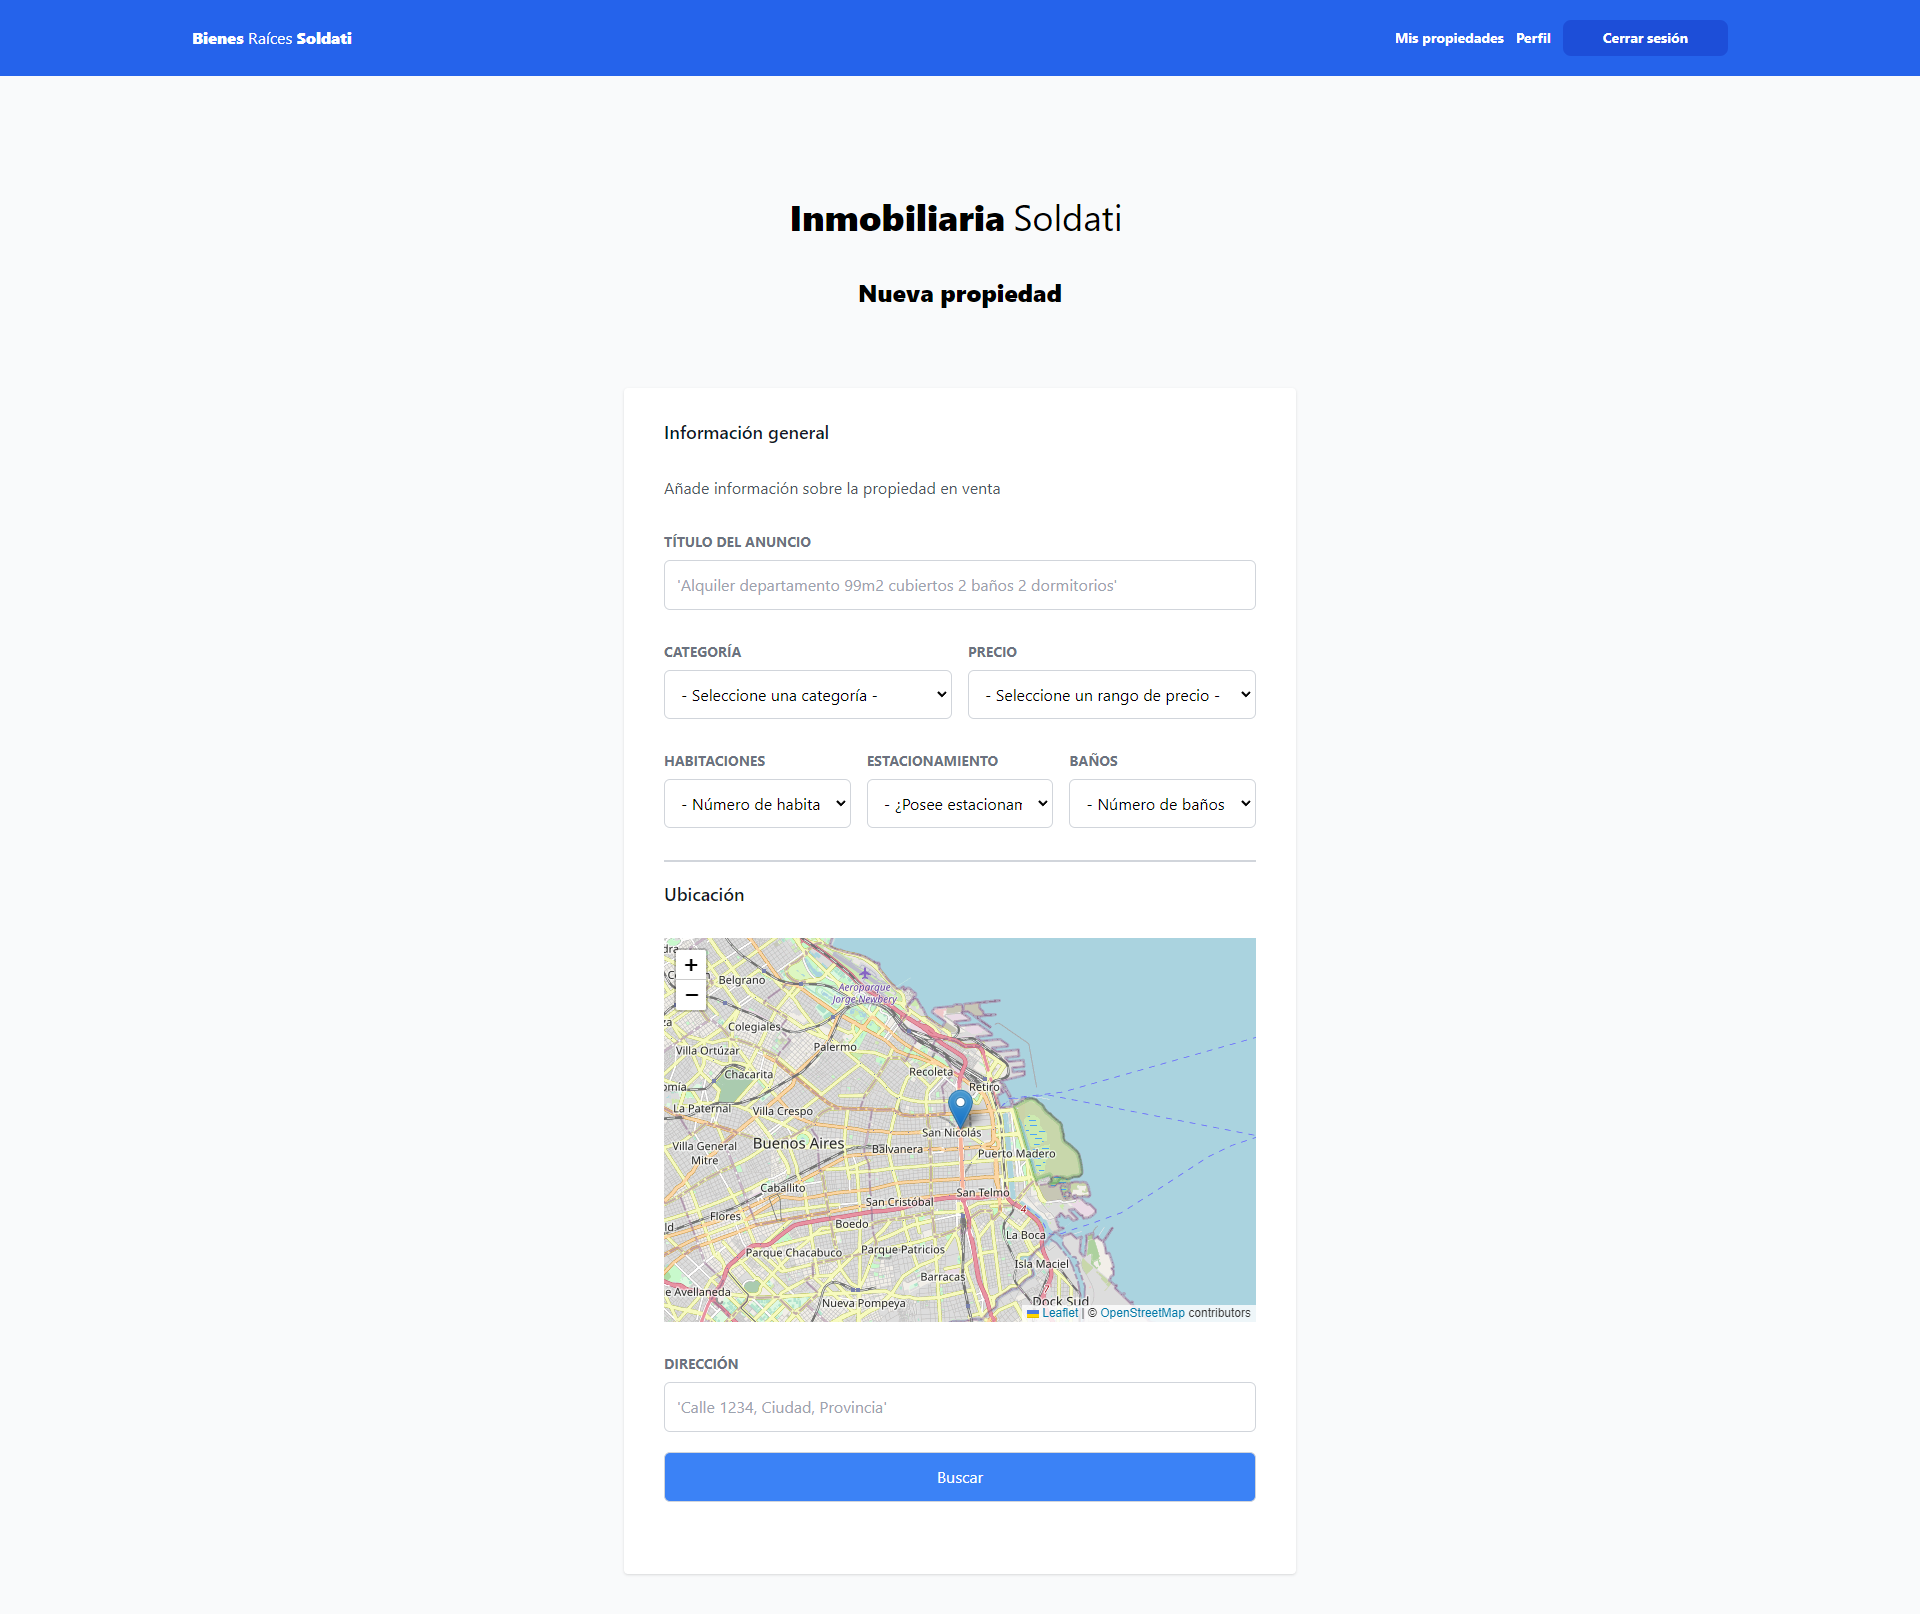 Bienes Raíces Soldati
Mis propiedades Perfil Cerrar sesión
Inmobiliaria Soldati
Nueva propiedad
Información general
Añade información sobre la propiedad en venta
TÍTULO DEL ANUNCIO
'Alquiler departamento 99m2 cubiertos 2 baños 2 dormitorios'
CATEGORÍA PRECIO
- Seleccione una categoría - - Seleccione un rango de precio -
HABITACIONES ESTACIONAMIENTO BAÑOS
- Número de habita - ¿Posee estacionam - Número de baños
Ubicación
+
−
Belgrano
Aeroparque
Jorge Newbery
Colegiales
Palermo
Villa Ortúzar
Recoleta
Chacarita
Retiro
La Paternal
Villa Crespo
San Nicolás
Buenos Aires
Villa General
Mitre
Balvanera
Puerto Madero
Caballito
San Telmo
San Cristóbal
4
Flores
Boedo
La Boca
Parque Chacabuco
Parque Patricios
Isla Maciel
Barracas
e Avellaneda
Nueva Pompeya
Dock Sud
Leaflet | © OpenStreetMap contributors
DIRECCIÓN
'Calle 1234, Ciudad, Provincia'
Buscar